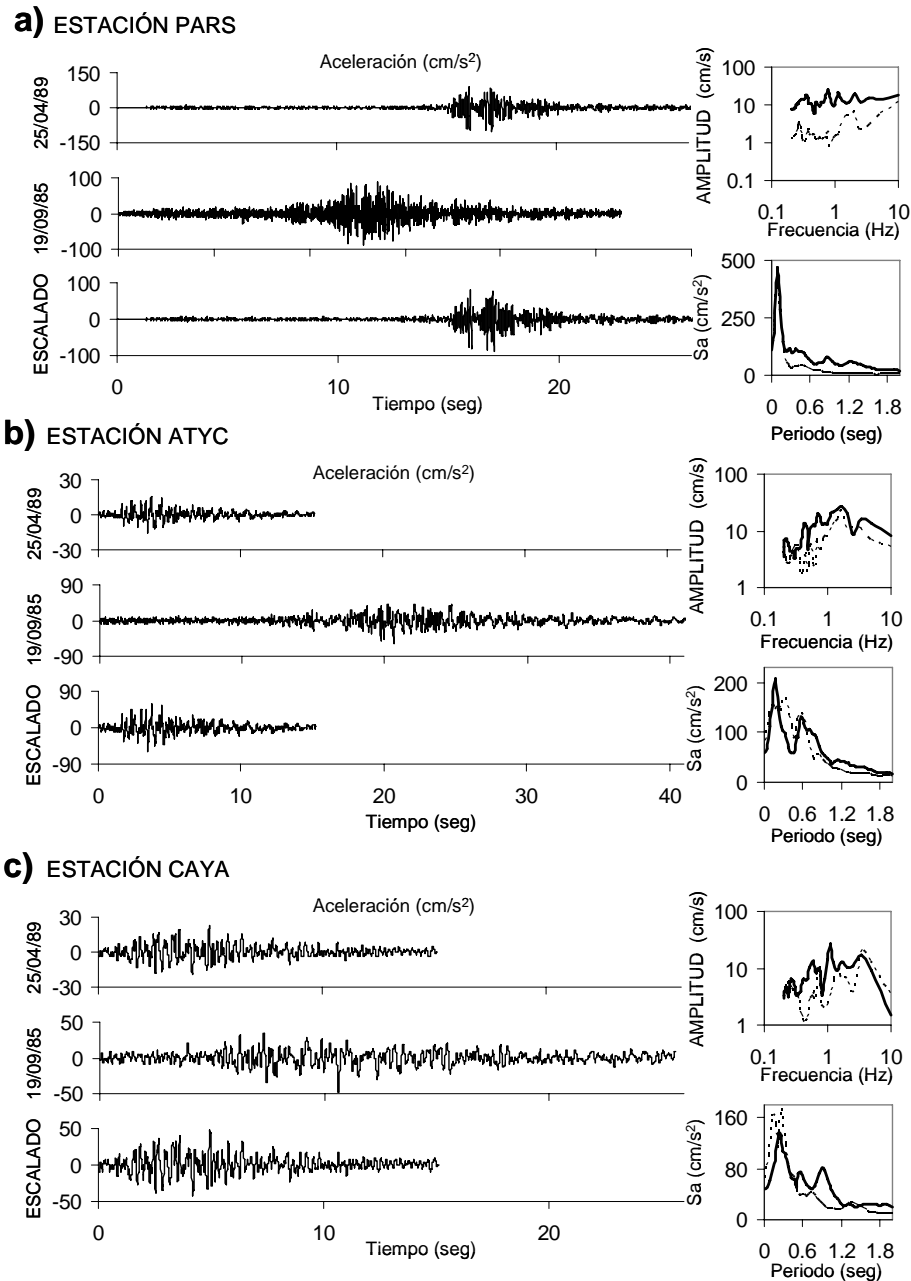 a) ESTACIÓN PARS
Aceleración (cm/s²)
25/04/89
150
0
-150
19/09/85
100
0
-100
ESCALADO
100
0
-100
0 10 20
Tiempo (seg)
AMPLITUD (cm/s)
100
10
1
0.1
0.1 1 10
Frecuencia (Hz)
Sa (cm/s²)
500
250
0
0 0.6 1.2 1.8
Periodo (seg)
b) ESTACIÓN ATYC
Aceleración (cm/s²)
25/04/89
30
0
-30
19/09/85
90
0
-90
ESCALADO
90
0
-90
0 10 20 30 40
Tiempo (seg)
AMPLITUD (cm/s)
100
10
1
0.1 1 10
Frecuencia (Hz)
Sa (cm/s²)
200
100
0
0 0.6 1.2 1.8
Periodo (seg)
c) ESTACIÓN CAYA
Aceleración (cm/s²)
25/04/89
30
0
-30
19/09/85
50
0
-50
ESCALADO
50
0
-50
0 10 20
Tiempo (seg)
AMPLITUD (cm/s)
100
10
1
0.1 1 10
Frecuencia (Hz)
Sa (cm/s²)
160
80
0
0 0.6 1.2 1.8
Periodo (seg)